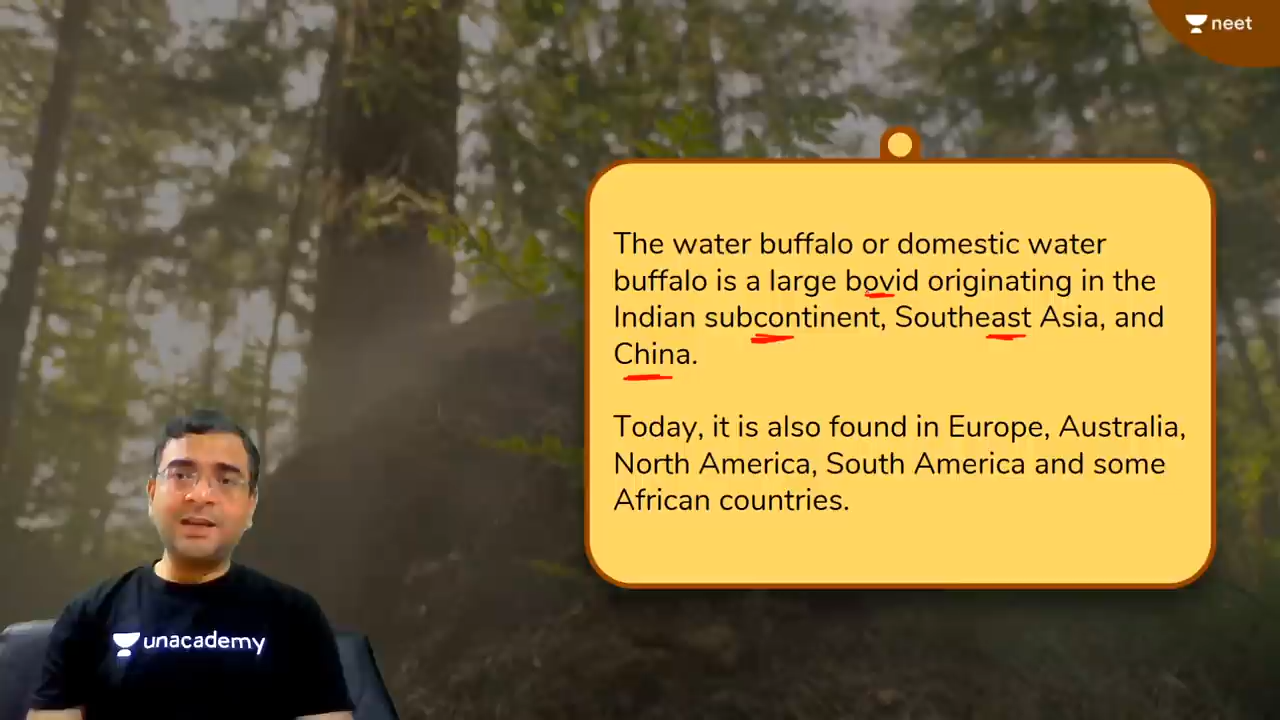 neet
The water buffalo or domestic water
buffalo is a large bovid originating in the
Indian subcontinent, Southeast Asia, and
China.
Today, it is also found in Europe, Australia,
North America, South America and some
African countries.
unacademy